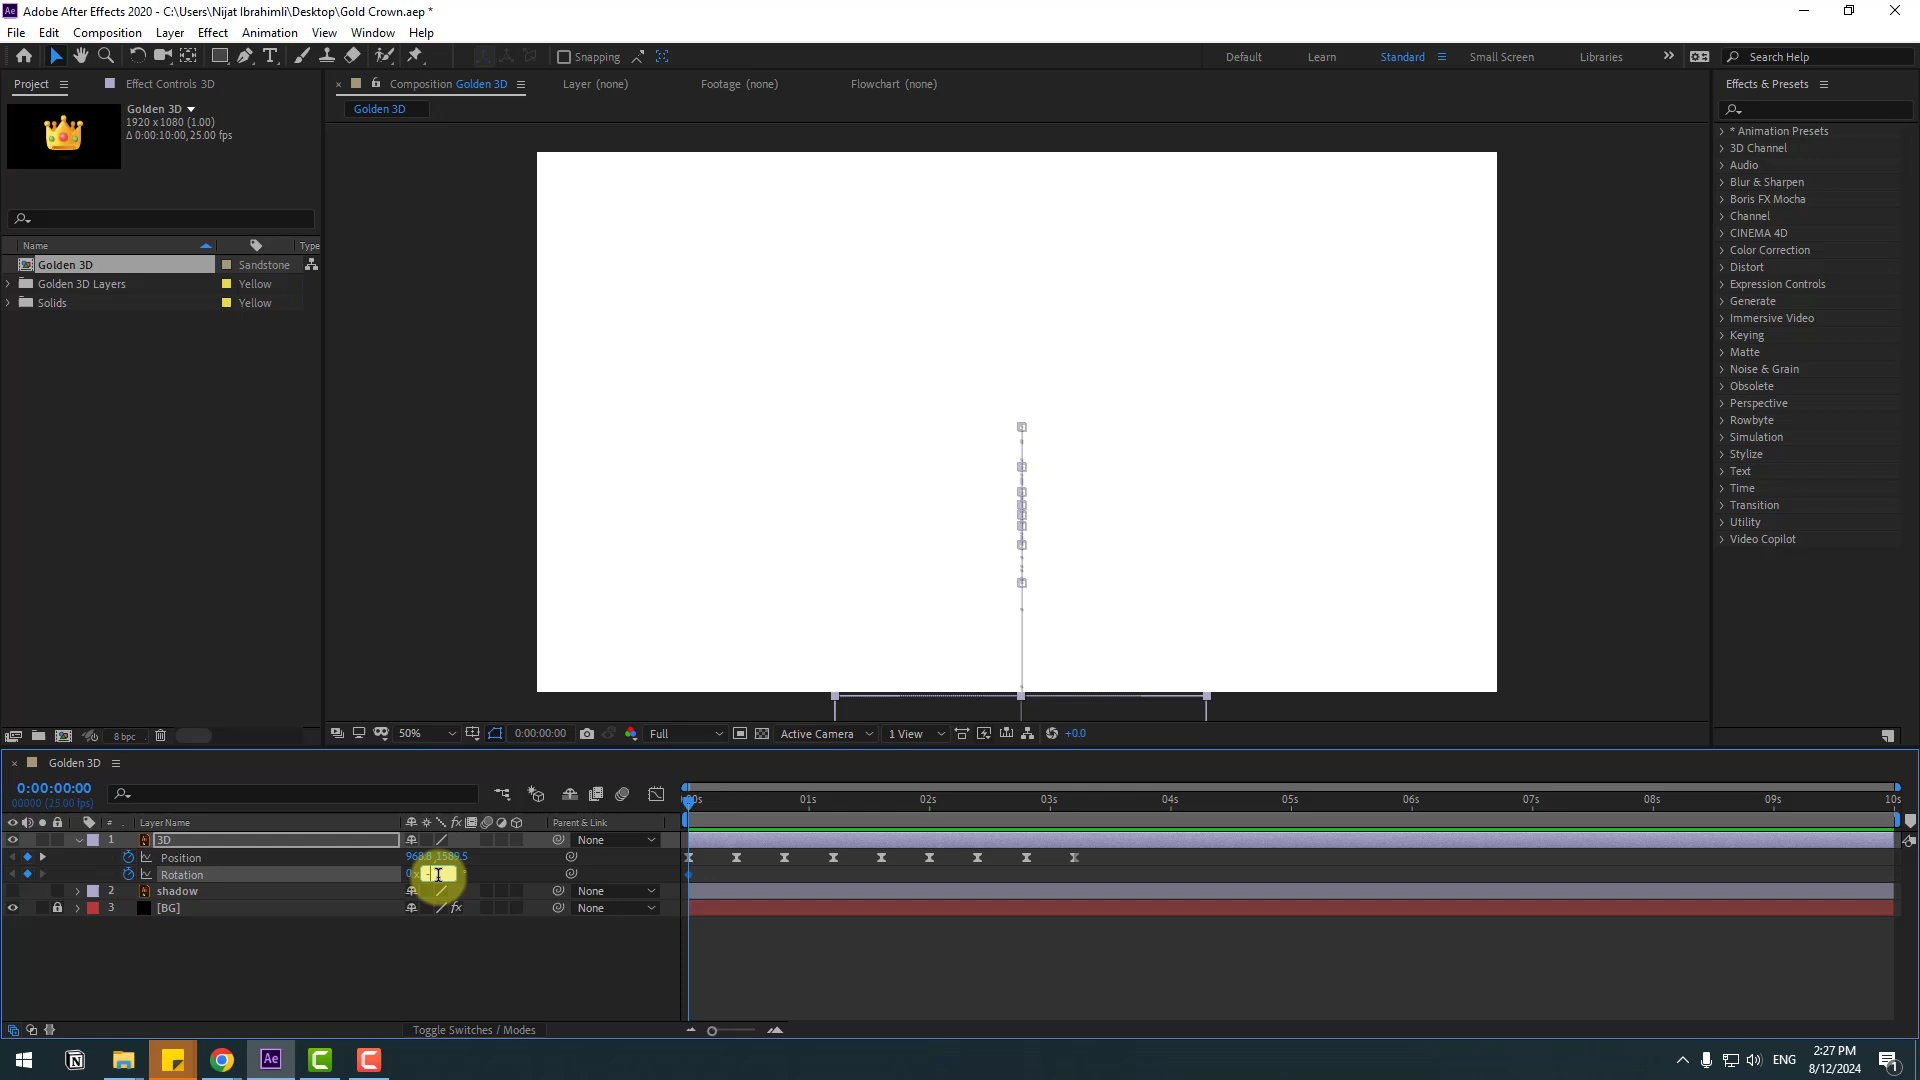 Adobe After Effects 2020 - C:\Users\Nijat Ibrahimli\Desktop\Gold Crown.aep *
File Edit Composition Layer Effect Animation View Window Help
Snapping
Default Learn Standard Small Screen Libraries
Search Help
Project
Effect Controls 3D
Composition Golden 3D
Layer (none)
Footage (none)
Flowchart (none)
Effects & Presets
Golden 3D
1920 x 1080 (1.00)
Δ 0:00:10:00, 25.00 fps
Golden 3D
Name Type
Golden 3D Sandstone
Golden 3D Layers Yellow
Solids Yellow
* Animation Presets
3D Channel
Audio
Blur & Sharpen
Boris FX Mocha
Channel
CINEMA 4D
Color Correction
Distort
Expression Controls
Generate
Immersive Video
Keying
Matte
Noise & Grain
Obsolete
Perspective
Rowbyte
Simulation
Stylize
Text
Time
Transition
Utility
Video Copilot
8 bpc
50% 0:00:00:00 Full Active Camera 1 View +0.0
Golden 3D
0:00:00:00
00000 (25.00 fps)
01s 02s 03s 04s 05s 06s 07s 08s 09s 10s
# Layer Name Parent & Link
1 3D None
Position 968.8,1589.5
Rotation 0x -
2 shadow None
3 [BG] None
Toggle Switches / Modes
ENG
2:27 PM
8/12/2024
1